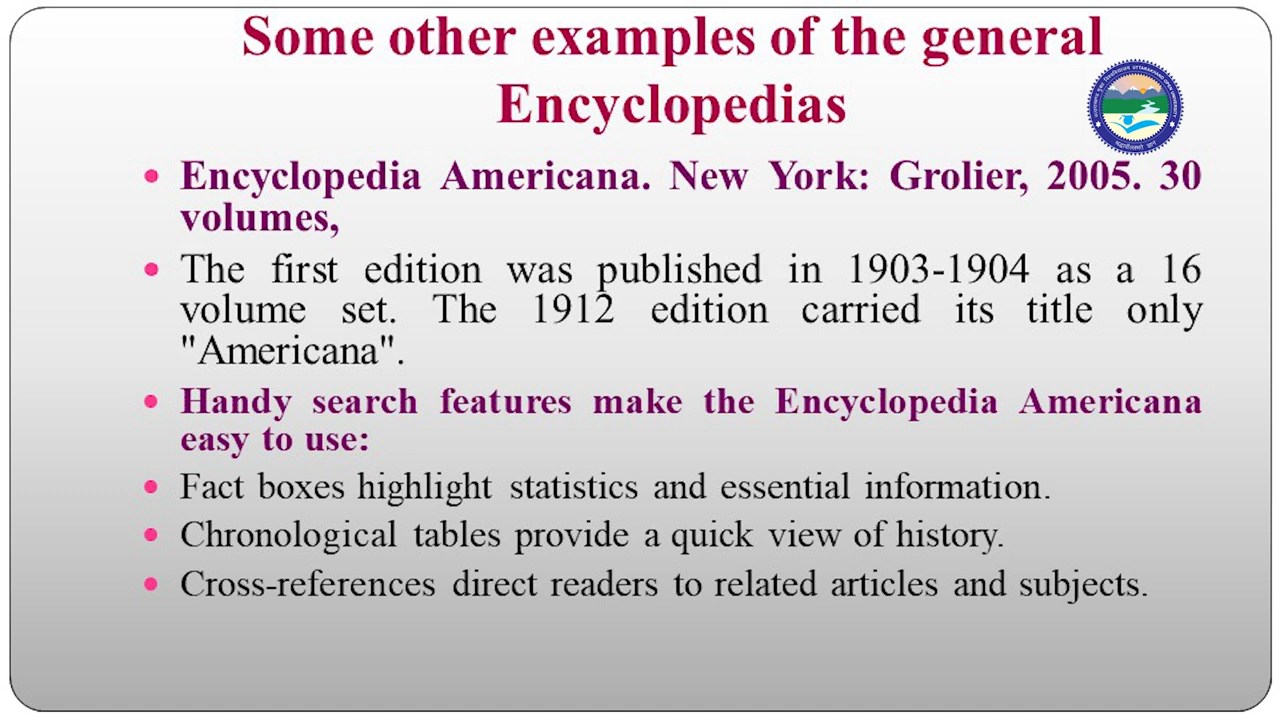 Some other examples of the general
Encyclopedias
• Encyclopedia Americana. New York: Grolier, 2005. 30
volumes,
• The first edition was published in 1903-1904 as a 16
volume set. The 1912 edition carried its title only
"Americana".
• Handy search features make the Encyclopedia Americana
easy to use:
• Fact boxes highlight statistics and essential information.
• Chronological tables provide a quick view of history.
• Cross-references direct readers to related articles and subjects.